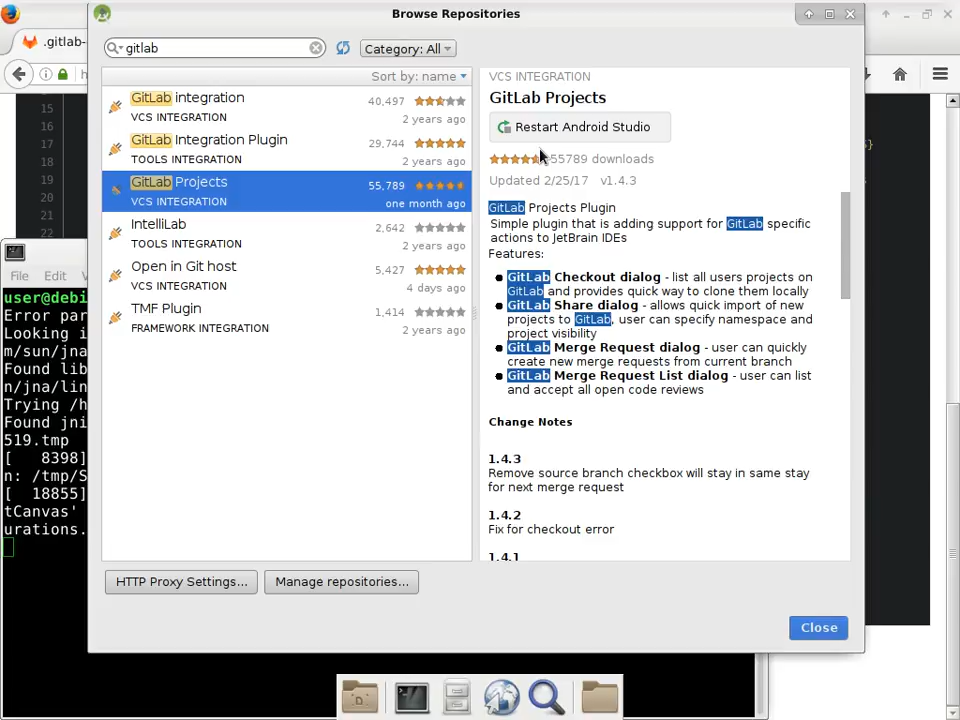 Browse Repositories
.gitlab-
gitlab
Category: All
Sort by: name
GitLab integration
40,497
VCS INTEGRATION
2 years ago
GitLab Integration Plugin
29,744
TOOLS INTEGRATION
2 years ago
GitLab Projects
55,789
VCS INTEGRATION
one month ago
IntelliLab
2,642
TOOLS INTEGRATION
2 years ago
Open in Git host
5,427
VCS INTEGRATION
4 days ago
TMF Plugin
1,414
FRAMEWORK INTEGRATION
2 years ago
VCS INTEGRATION
GitLab Projects
Restart Android Studio
55789 downloads
Updated 2/25/17 v1.4.3
GitLab Projects Plugin
Simple plugin that is adding support for GitLab specific
actions to JetBrain IDEs
Features:
GitLab Checkout dialog - list all users projects on
GitLab and provides quick way to clone them locally
GitLab Share dialog - allows quick import of new
projects to GitLab, user can specify namespace and
project visibility
GitLab Merge Request dialog - user can quickly
create new merge requests from current branch
GitLab Merge Request List dialog - user can list
and accept all open code reviews
Change Notes
1.4.3
Remove source branch checkbox will stay in same stay
for next merge request
1.4.2
Fix for checkout error
1.4.1
HTTP Proxy Settings...
Manage repositories...
Close
15
16
17
18
19
20
21
22
File Edit V
user@debi
Error par
Looking i
m/sun/jna
Found lib
n/jna/lin
Trying /h
Found jni
519.tmp
[ 8398]
n: /tmp/S
[ 18855]
tCanvas'
urations.